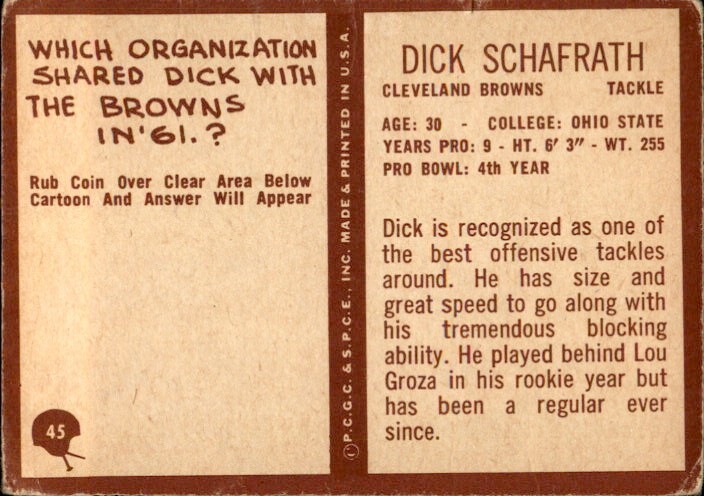 WHICH ORGANIZATION
SHARED DICK WITH
THE BROWNS
IN '61.?
Rub Coin Over Clear Area Below
Cartoon And Answer Will Appear
45
©P.C.G.C. & S.P.C.E., INC. MADE & PRINTED IN U.S.A.
DICK SCHAFRATH
CLEVELAND BROWNS TACKLE
AGE: 30 - COLLEGE: OHIO STATE
YEARS PRO: 9 - HT. 6' 3" - WT. 255
PRO BOWL: 4th YEAR
Dick is recognized as one of
the best offensive tackles
around. He has size and
great speed to go along with
his tremendous blocking
ability. He played behind Lou
Groza in his rookie year but
has been a regular ever
since.